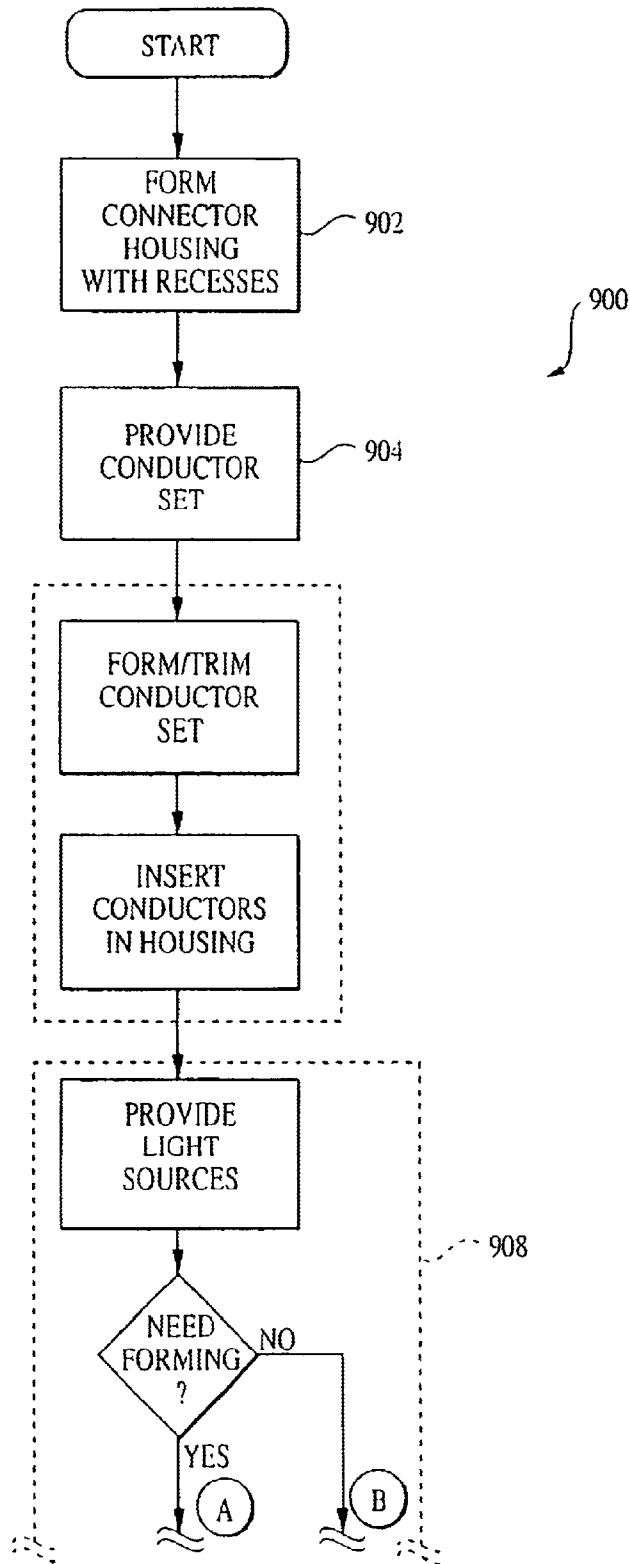 START
FORM
CONNECTOR
HOUSING
WITH RECESSES
902
900
PROVIDE
CONDUCTOR
SET
904
FORM/TRIM
CONDUCTOR
SET
INSERT
CONDUCTORS
IN HOUSING
PROVIDE
LIGHT
SOURCES
908
NEED
FORMING
?
NO
YES
A
B